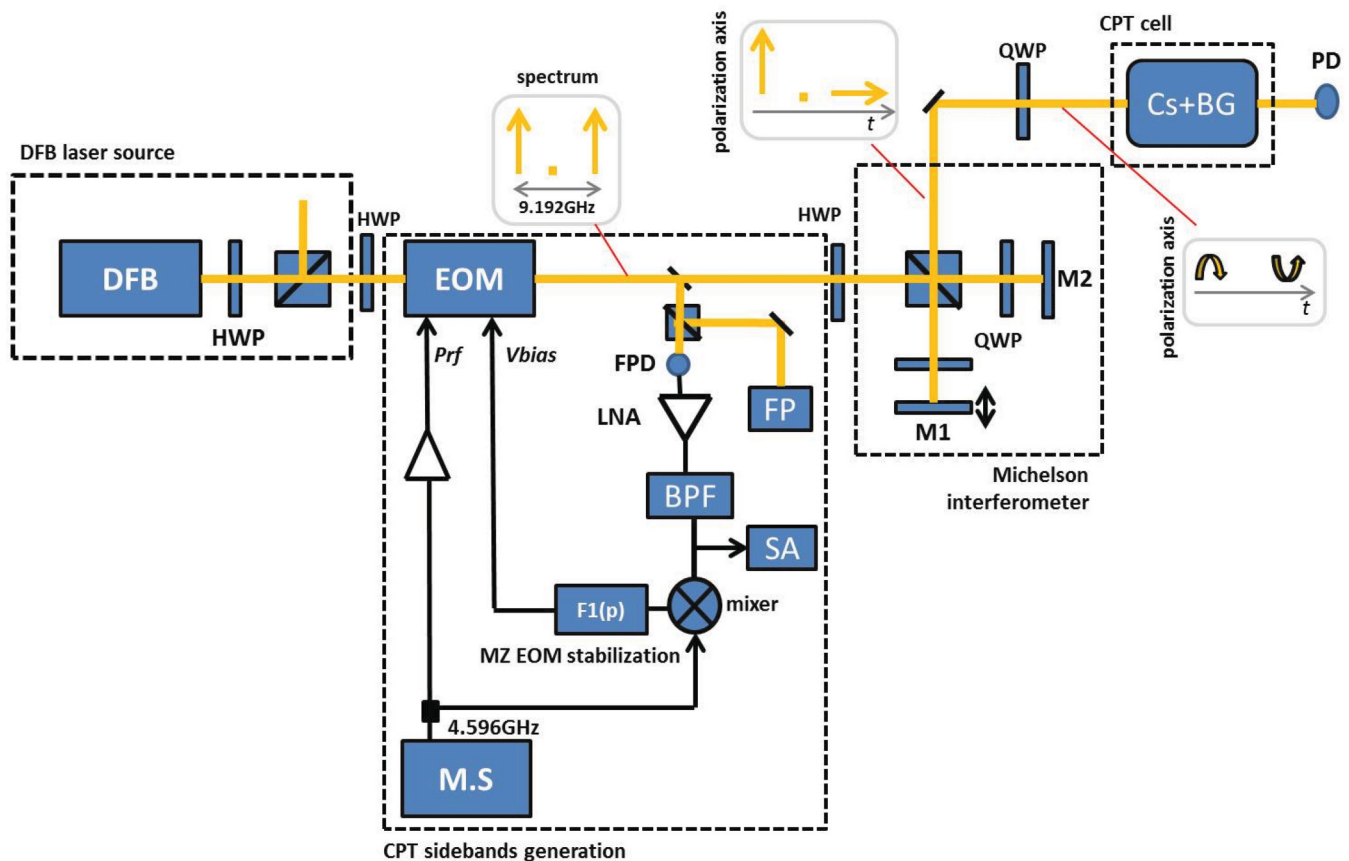 CPT cell
polarization axis
QWP
PD
spectrum
Cs+BG
t
DFB laser source
9.192GHz
HWP
HWP
DFB
EOM
M2
HWP
QWP
polarization axis
t
Prf
Vbias
FPD
FP
LNA
M1
BPF
Michelson
interferometer
SA
F1(p)
mixer
MZ EOM stabilization
4.596GHz
M.S
CPT sidebands generation